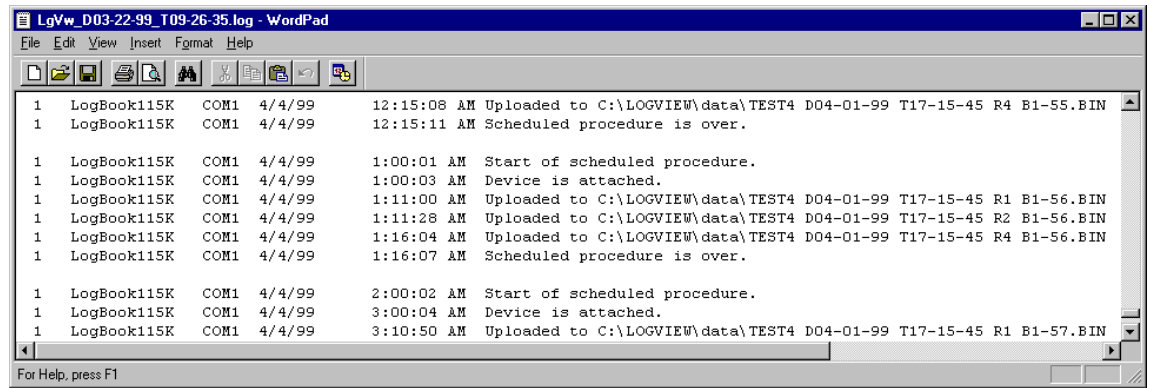 LgVw_D03-22-99_T09-26-35.log - WordPad
File Edit View Insert Format Help
1 LogBook115K COM1 4/4/99 12:15:08 AM Uploaded to C:\LOGVIEW\data\TEST4 D04-01-99 T17-15-45 R4 B1-55.BIN
1 LogBook115K COM1 4/4/99 12:15:11 AM Scheduled procedure is over.
1 LogBook115K COM1 4/4/99 1:00:01 AM Start of scheduled procedure.
1 LogBook115K COM1 4/4/99 1:00:03 AM Device is attached.
1 LogBook115K COM1 4/4/99 1:11:00 AM Uploaded to C:\LOGVIEW\data\TEST4 D04-01-99 T17-15-45 R1 B1-56.BIN
1 LogBook115K COM1 4/4/99 1:11:28 AM Uploaded to C:\LOGVIEW\data\TEST4 D04-01-99 T17-15-45 R2 B1-56.BIN
1 LogBook115K COM1 4/4/99 1:16:04 AM Uploaded to C:\LOGVIEW\data\TEST4 D04-01-99 T17-15-45 R4 B1-56.BIN
1 LogBook115K COM1 4/4/99 1:16:07 AM Scheduled procedure is over.
1 LogBook115K COM1 4/4/99 2:00:02 AM Start of scheduled procedure.
1 LogBook115K COM1 4/4/99 3:00:04 AM Device is attached.
1 LogBook115K COM1 4/4/99 3:10:50 AM Uploaded to C:\LOGVIEW\data\TEST4 D04-01-99 T17-15-45 R1 B1-57.BIN
For Help, press F1